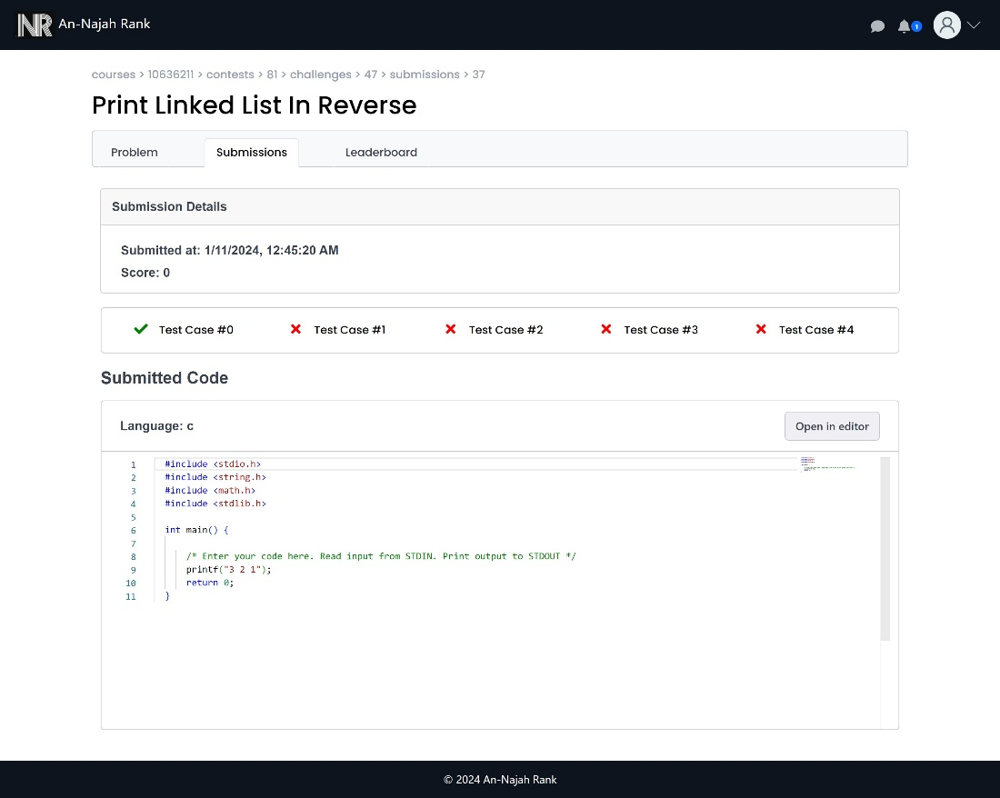 NR An-Najah Rank
1
courses > 10636211 > contests > 81 > challenges > 47 > submissions > 37
Print Linked List In Reverse
Problem Submissions Leaderboard
Submission Details
Submitted at: 1/11/2024, 12:45:20 AM
Score: 0
Test Case #0 Test Case #1 Test Case #2 Test Case #3 Test Case #4
Submitted Code
Language: c Open in editor
1 #include <stdio.h>
2 #include <string.h>
3 #include <math.h>
4 #include <stdlib.h>
5
6 int main() {
7
8 /* Enter your code here. Read input from STDIN. Print output to STDOUT */
9 printf("3 2 1");
10 return 0;
11 }
© 2024 An-Najah Rank